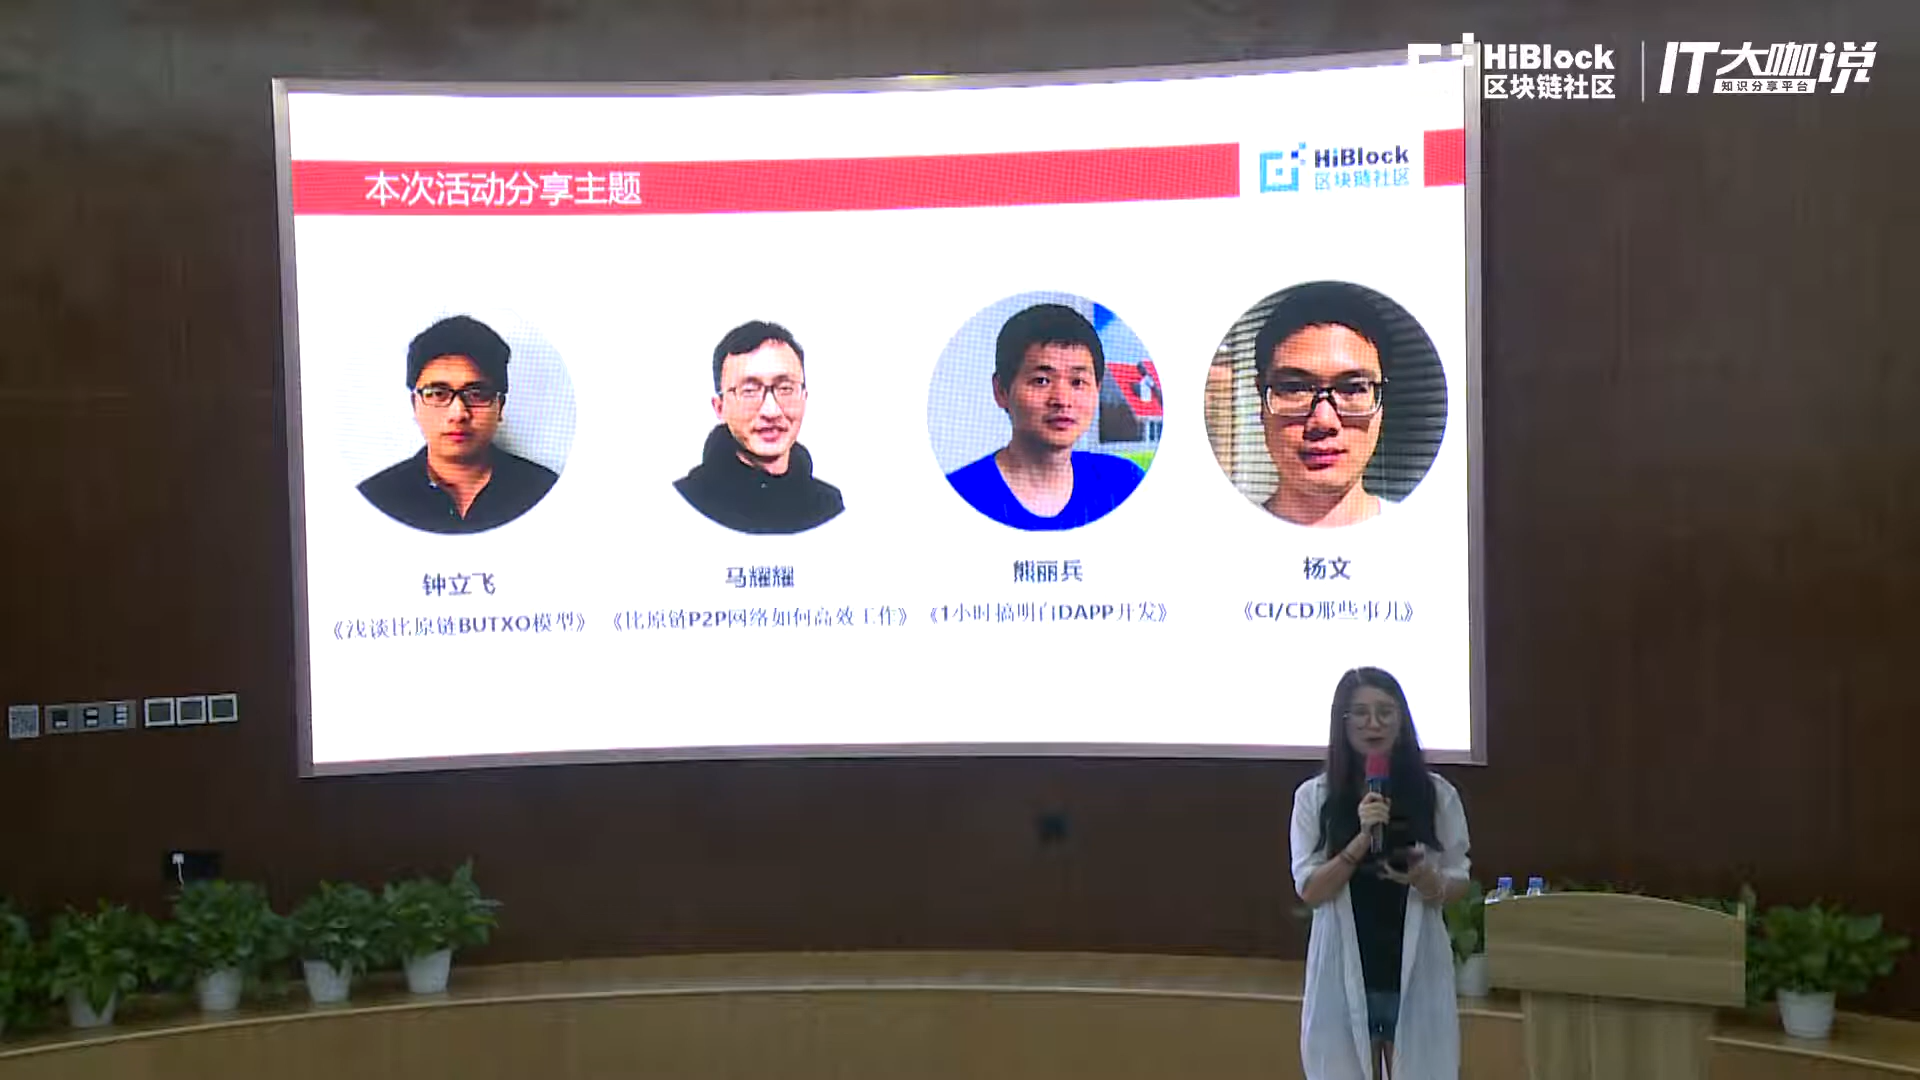 HiBlock
区块链社区
IT大咖说
知识分享平台
本次活动分享主题
HiBlock
区块链社区
钟立飞
马耀耀
熊丽兵
杨文
《浅谈比原链BUTXO模型》
《比原链P2P网络如何高效工作》
《1小时搞明白DAPP开发》
《CI/CD那些事儿》